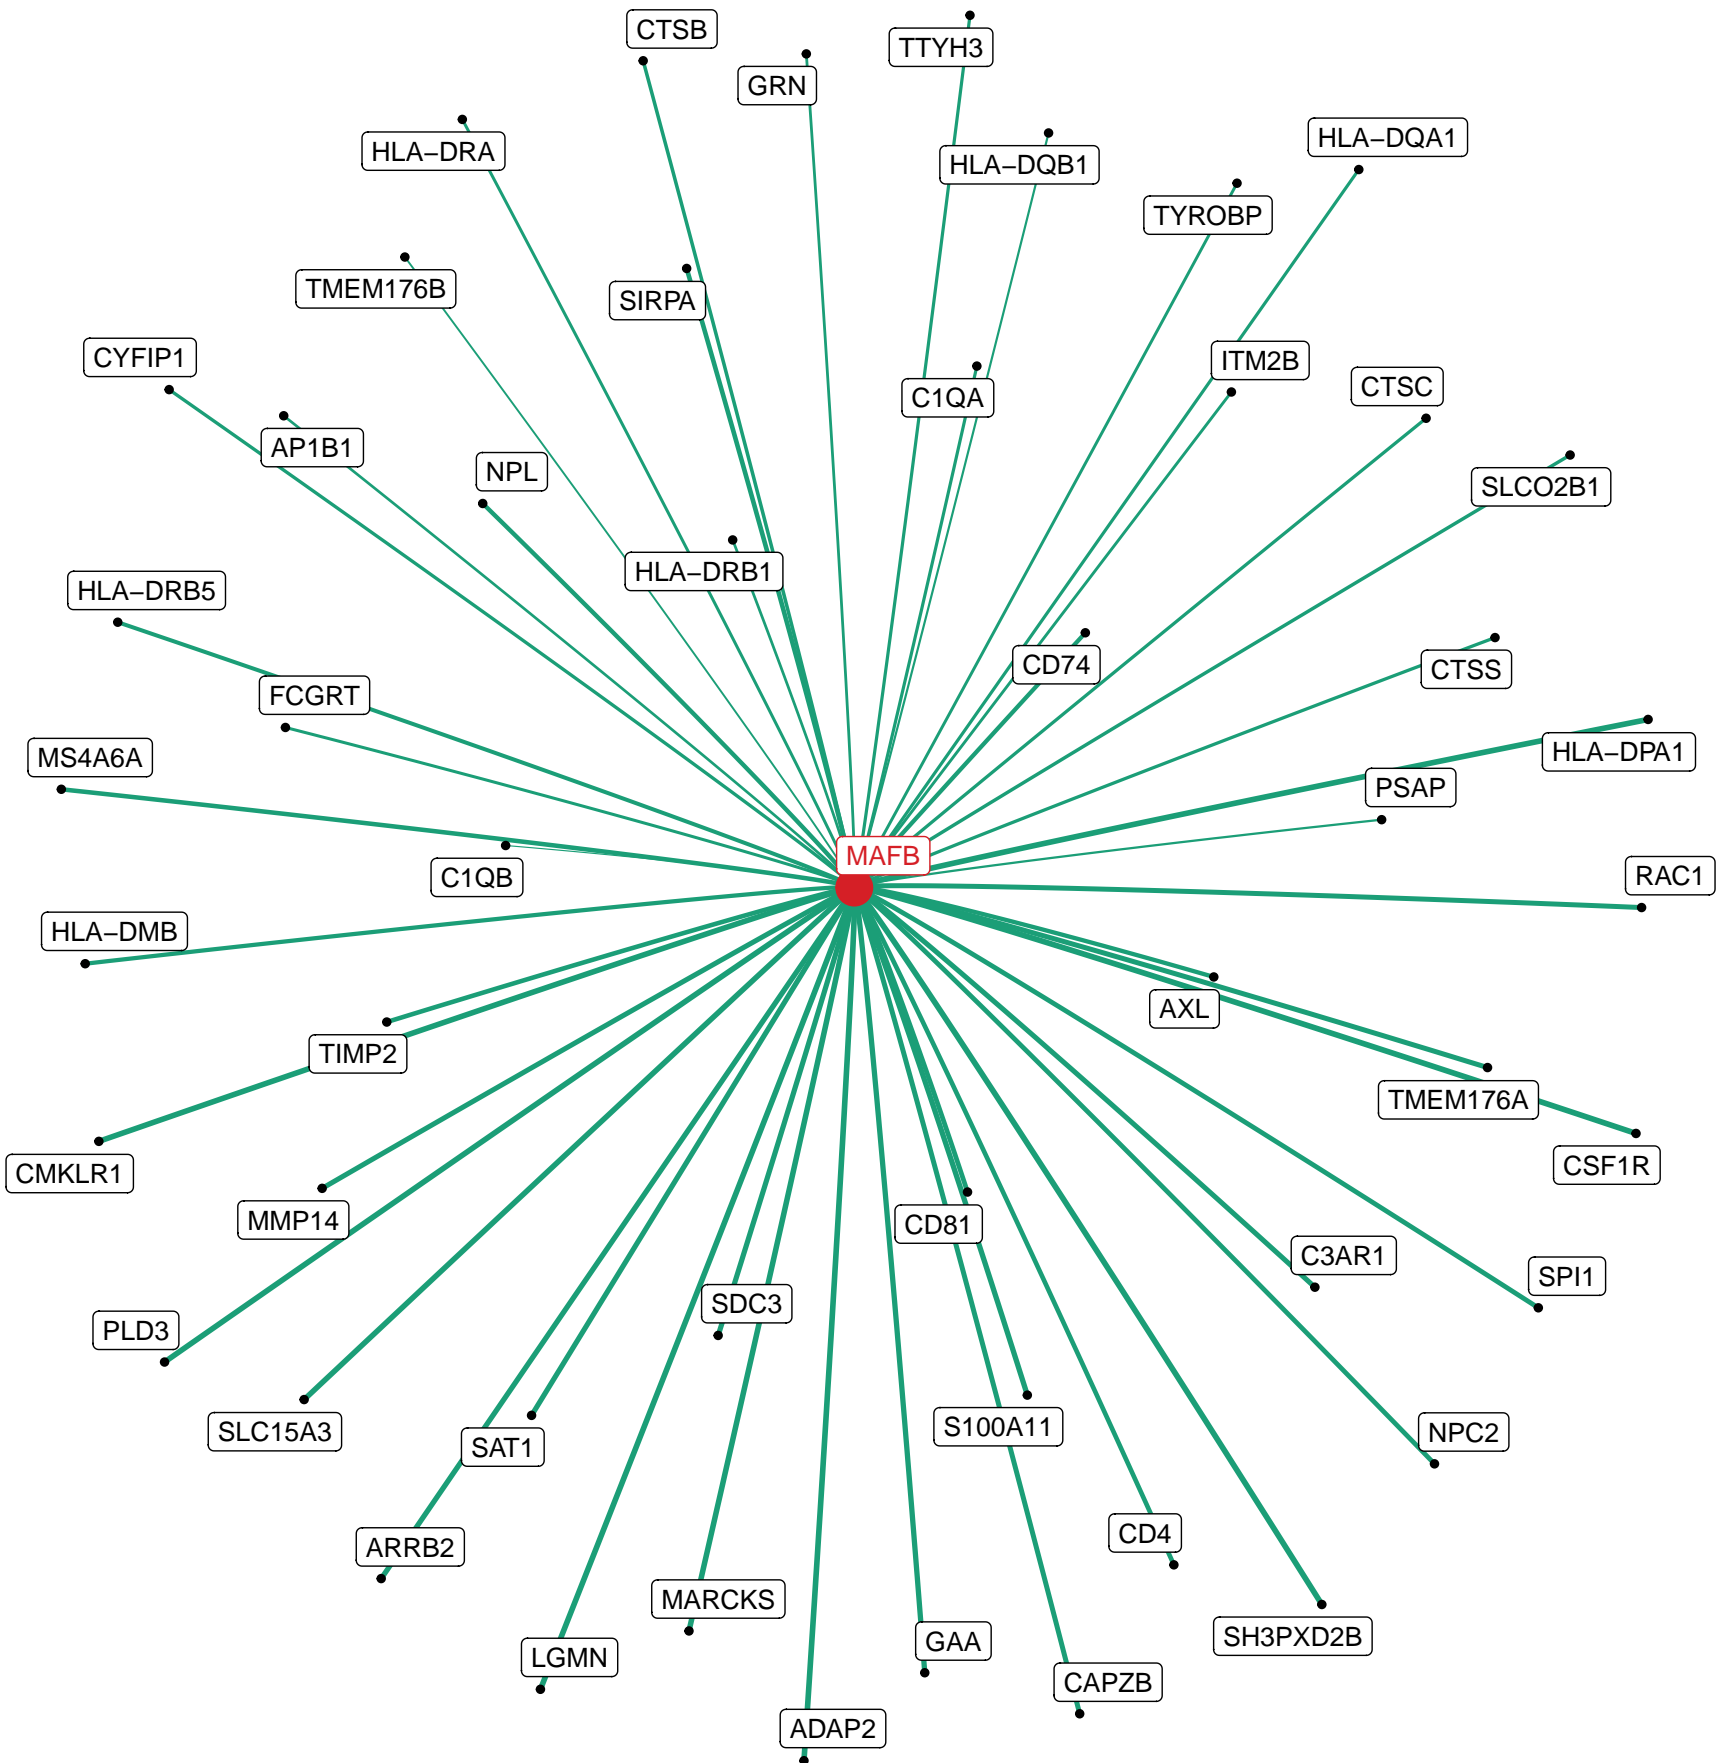 CTSB
TTYH3
GRN
HLA−DQA1
HLA−DRA
HLA−DQB1
TYROBP
TMEM176B
SIRPA
CYFIP1
ITM2B
CTSC
C1QA
AP1B1
NPL
SLCO2B1
HLA−DRB1
HLA−DRB5
CD74
CTSS
FCGRT
HLA−DPA1
MS4A6A
PSAP
MAFB
C1QB
RAC1
HLA−DMB
AXL
TIMP2
TMEM176A
CSF1R
CMKLR1
MMP14
CD81
C3AR1
SPI1
SDC3
PLD3
S100A11
SLC15A3
NPC2
SAT1
CD4
ARRB2
MARCKS
SH3PXD2B
GAA
LGMN
CAPZB
ADAP2